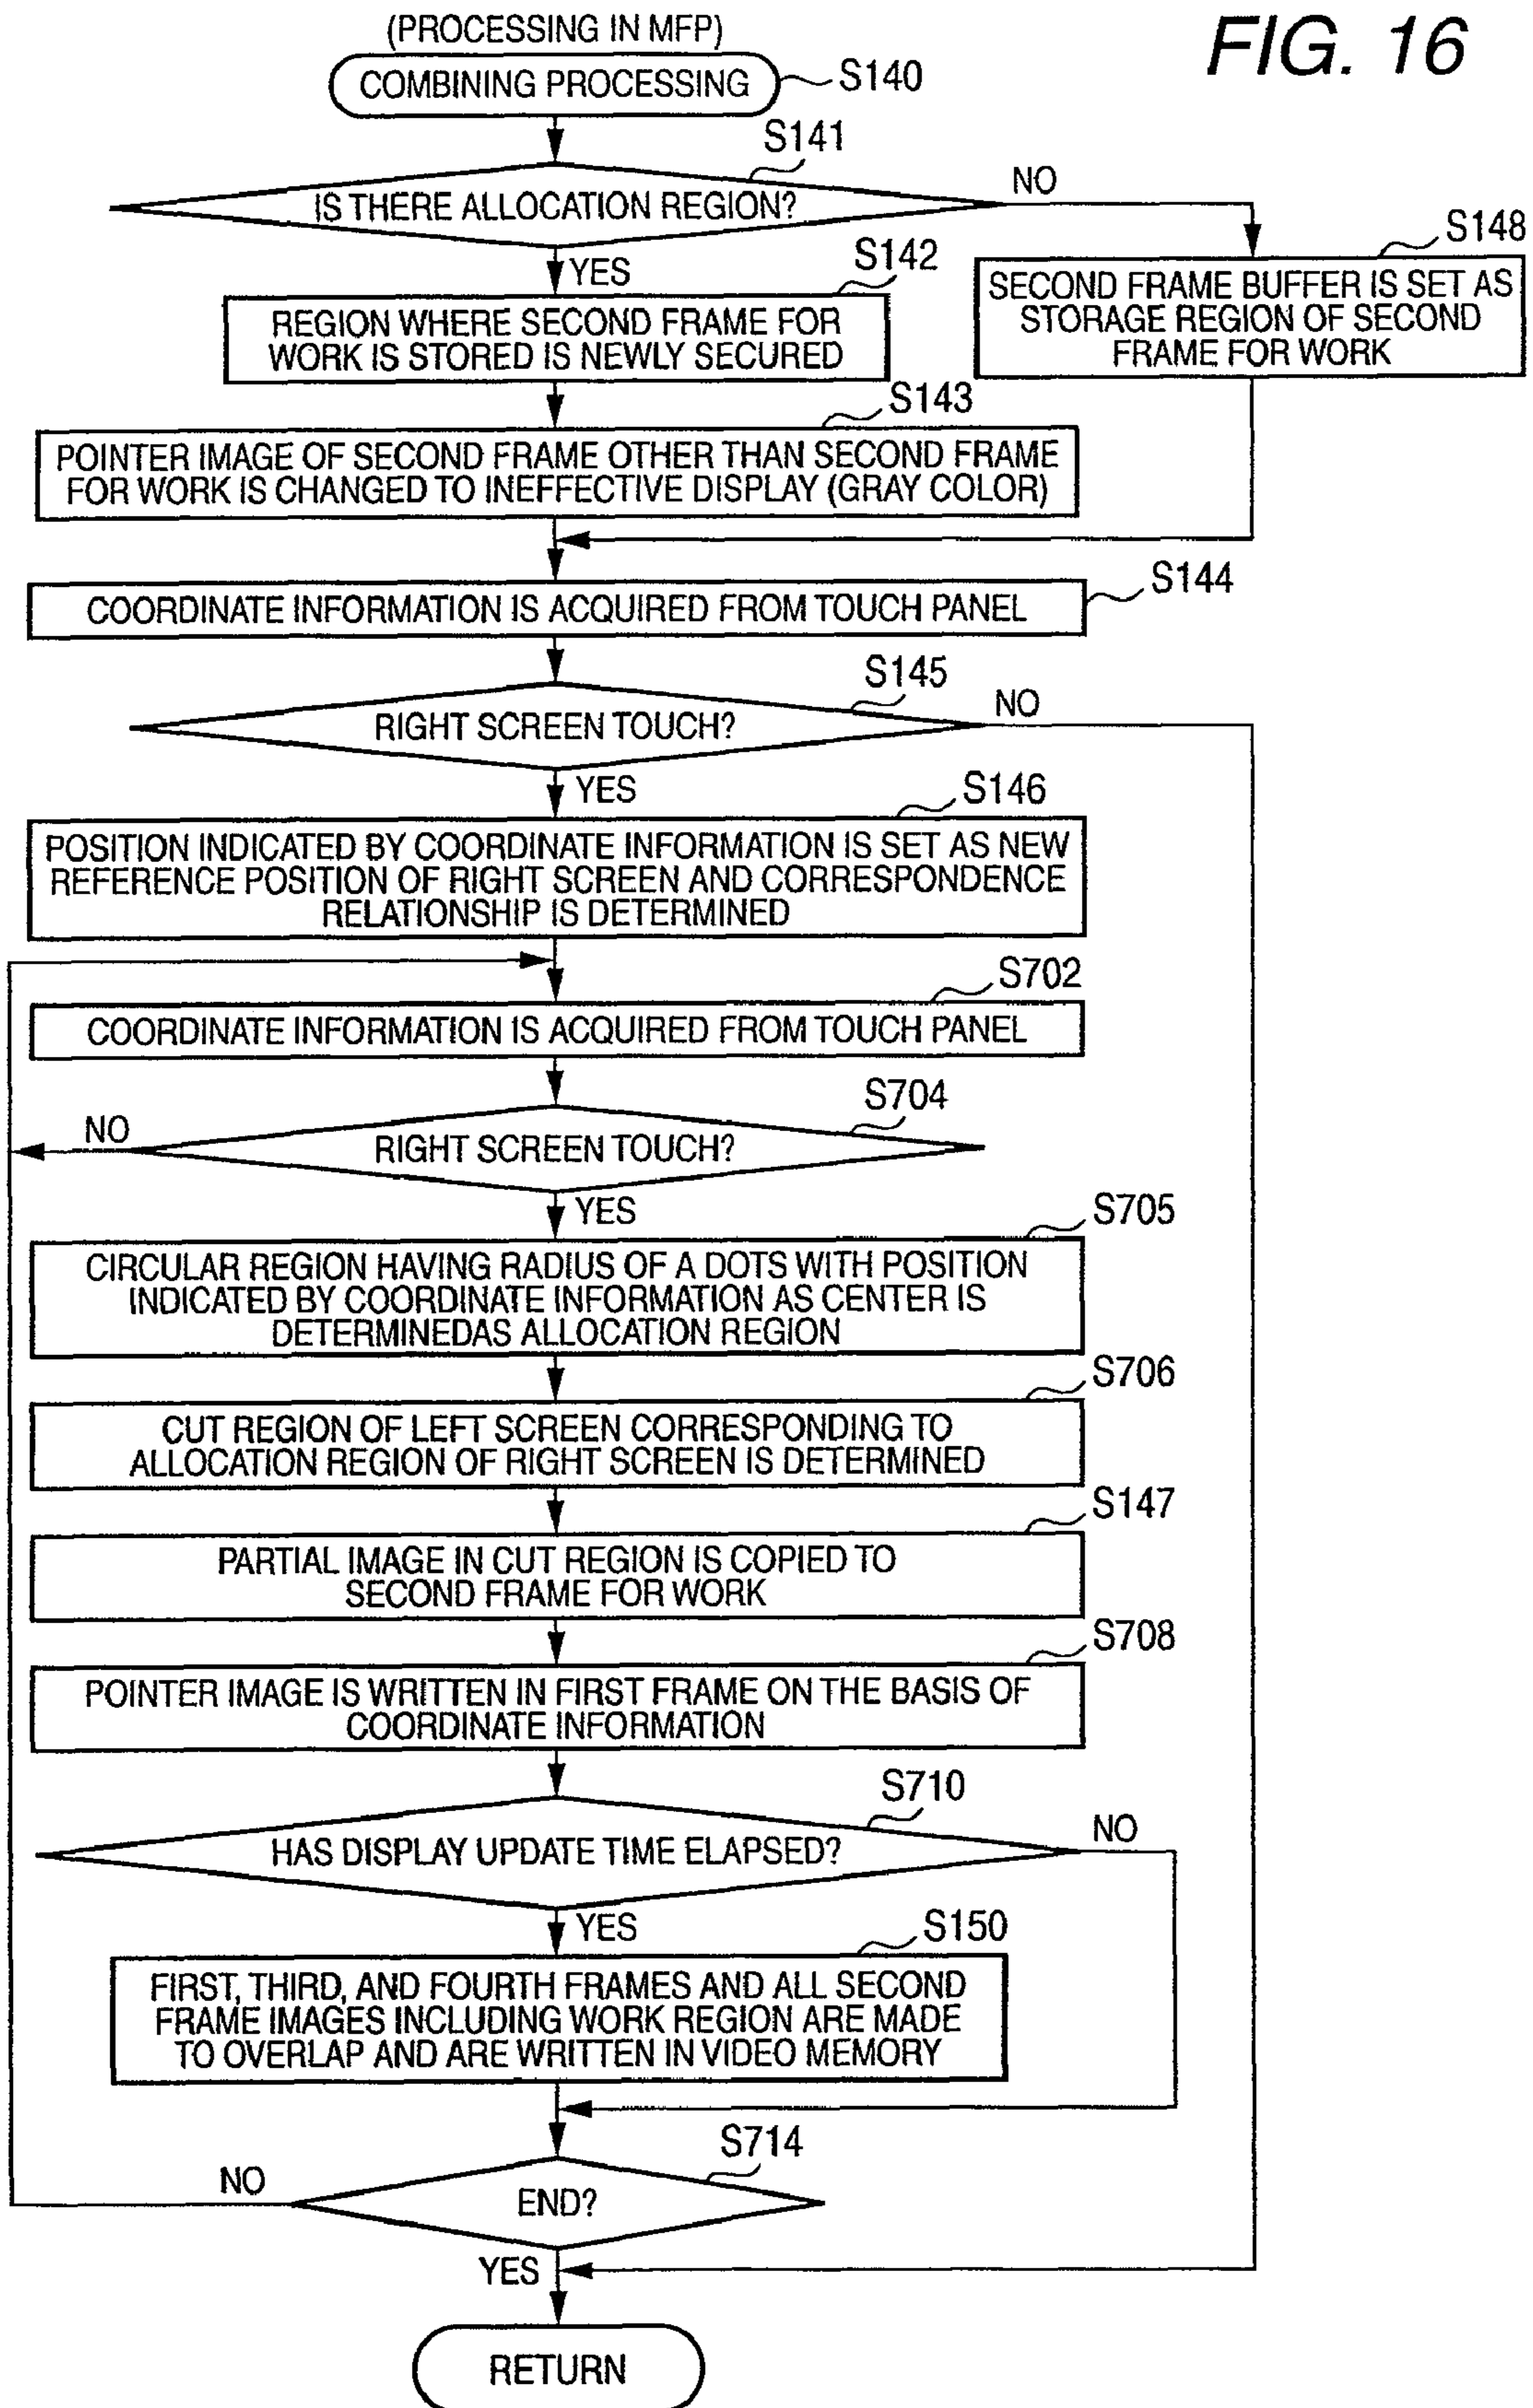 (PROCESSING IN MFP)
FIG. 16
COMBINING PROCESSING
S140
S141
IS THERE ALLOCATION REGION?
NO
YES
S142
REGION WHERE SECOND FRAME FOR
WORK IS STORED IS NEWLY SECURED
S148
SECOND FRAME BUFFER IS SET AS
STORAGE REGION OF SECOND
FRAME FOR WORK
S143
POINTER IMAGE OF SECOND FRAME OTHER THAN SECOND FRAME
FOR WORK IS CHANGED TO INEFFECTIVE DISPLAY (GRAY COLOR)
S144
COORDINATE INFORMATION IS ACQUIRED FROM TOUCH PANEL
S145
RIGHT SCREEN TOUCH?
NO
YES
S146
POSITION INDICATED BY COORDINATE INFORMATION IS SET AS NEW
REFERENCE POSITION OF RIGHT SCREEN AND CORRESPONDENCE
RELATIONSHIP IS DETERMINED
S702
COORDINATE INFORMATION IS ACQUIRED FROM TOUCH PANEL
S704
RIGHT SCREEN TOUCH?
NO
YES
S705
CIRCULAR REGION HAVING RADIUS OF A DOTS WITH POSITION
INDICATED BY COORDINATE INFORMATION AS CENTER IS
DETERMINEDAS ALLOCATION REGION
S706
CUT REGION OF LEFT SCREEN CORRESPONDING TO
ALLOCATION REGION OF RIGHT SCREEN IS DETERMINED
S147
PARTIAL IMAGE IN CUT REGION IS COPIED TO
SECOND FRAME FOR WORK
S708
POINTER IMAGE IS WRITTEN IN FIRST FRAME ON THE BASIS OF
COORDINATE INFORMATION
S710
HAS DISPLAY UPDATE TIME ELAPSED?
NO
YES
S150
FIRST, THIRD, AND FOURTH FRAMES AND ALL SECOND
FRAME IMAGES INCLUDING WORK REGION ARE MADE
TO OVERLAP AND ARE WRITTEN IN VIDEO MEMORY
S714
END?
NO
YES
RETURN